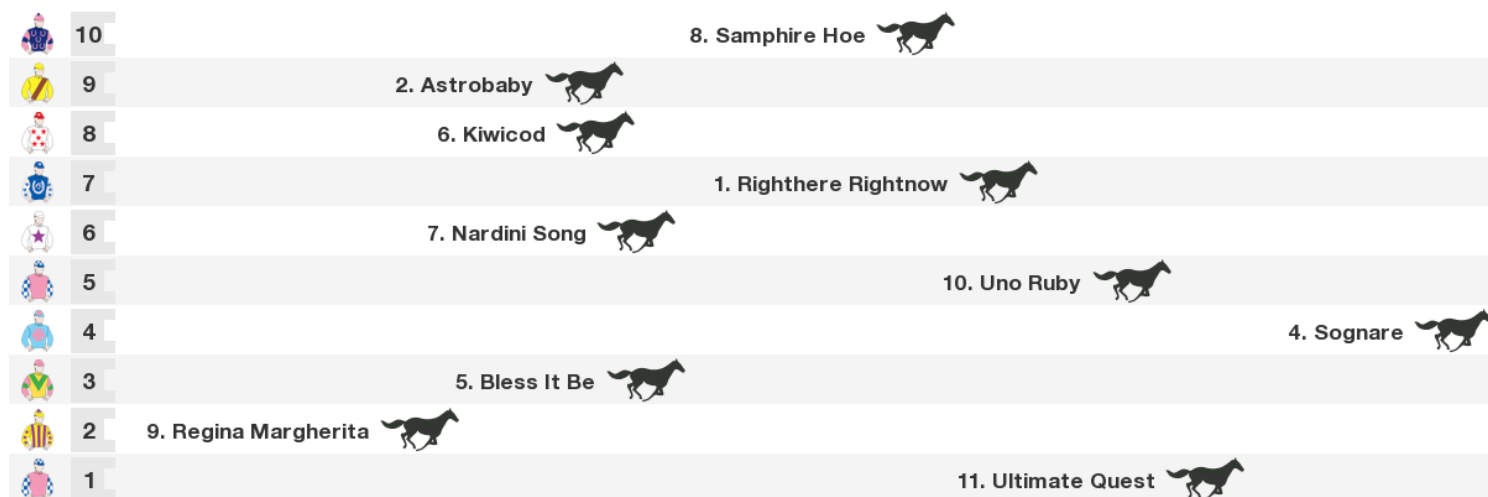 10 8. Samphire Hoe
9 2. Astrobaby
8 6. Kiwicod
7 1. Righthere Rightnow
6 7. Nardini Song
5 10. Uno Ruby
4 4. Sognare
3 5. Bless It Be
2 9. Regina Margherita
1 11. Ultimate Quest